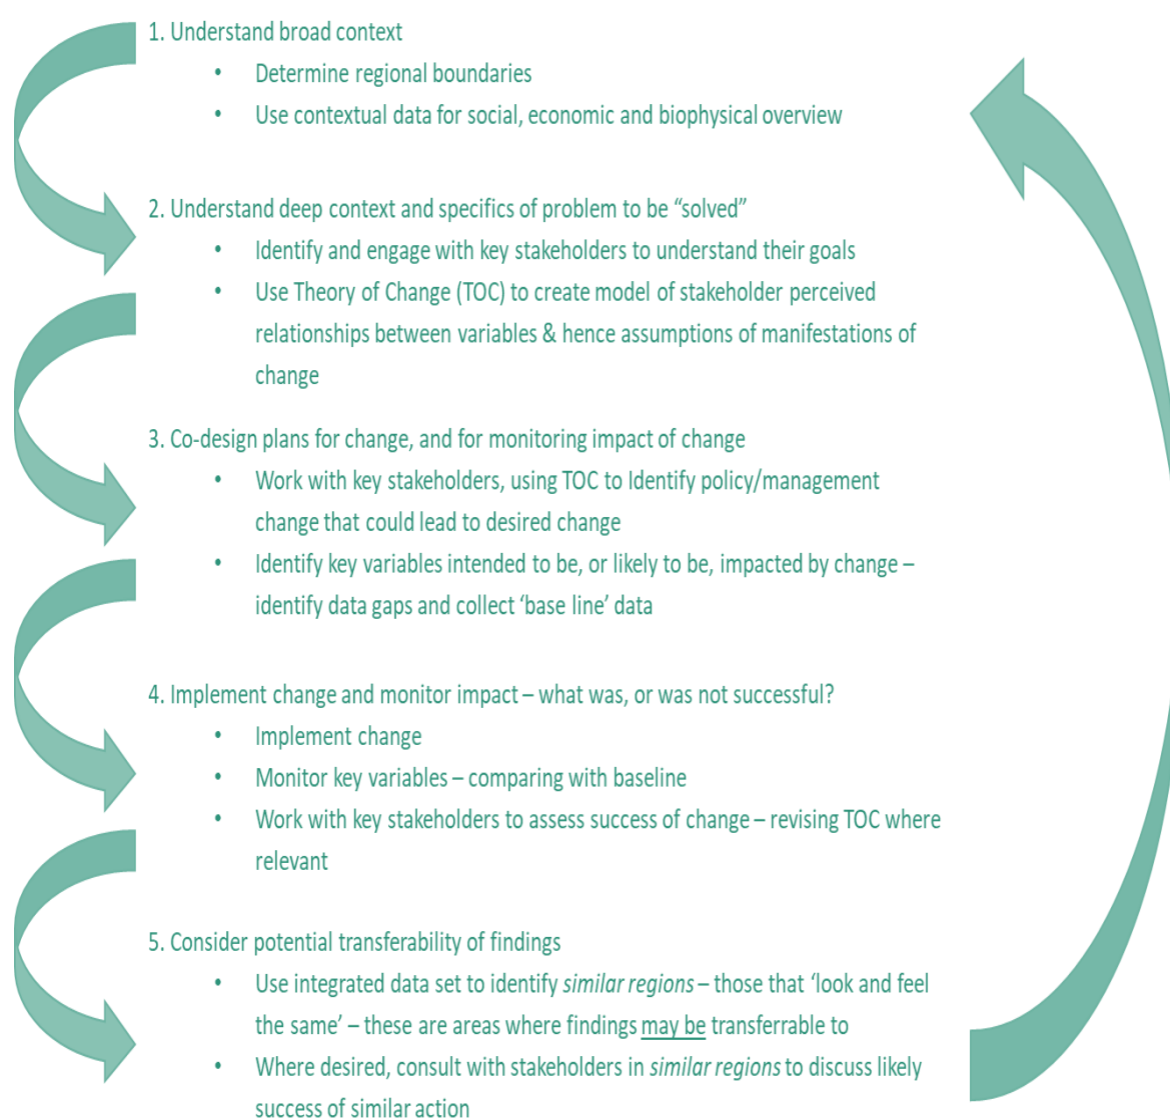 1. Understand broad context
• Determine regional boundaries
• Use contextual data for social, economic and biophysical overview
2. Understand deep context and specifics of problem to be “solved”
• Identify and engage with key stakeholders to understand their goals
• Use Theory of Change (TOC) to create model of stakeholder perceived
relationships between variables & hence assumptions of manifestations of
change
3. Co-design plans for change, and for monitoring impact of change
• Work with key stakeholders, using TOC to Identify policy/management
change that could lead to desired change
• Identify key variables intended to be, or likely to be, impacted by change –
identify data gaps and collect ‘base line’ data
4. Implement change and monitor impact – what was, or was not successful?
• Implement change
• Monitor key variables – comparing with baseline
• Work with key stakeholders to assess success of change – revising TOC where
relevant
5. Consider potential transferability of findings
• Use integrated data set to identify similar regions – those that ‘look and feel
the same’ – these are areas where findings may be transferrable to
• Where desired, consult with stakeholders in similar regions to discuss likely
success of similar action